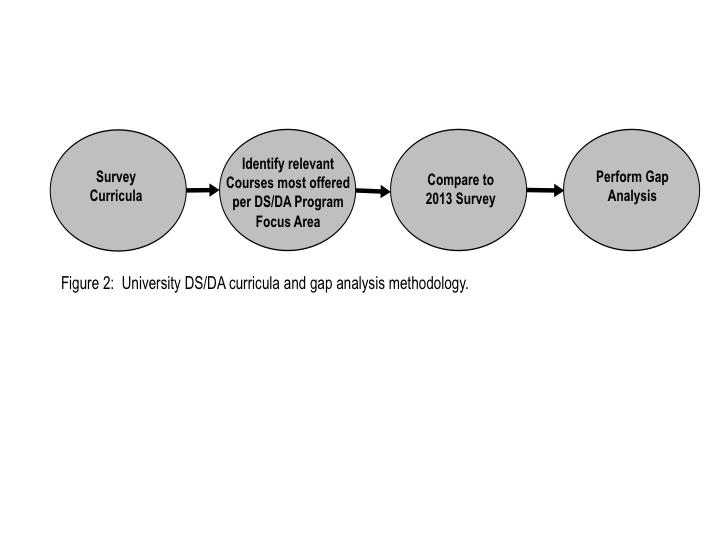 Survey
Curricula
Identify relevant
Courses most offered
per DS/DA Program
Focus Area
Compare to
2013 Survey
Perform Gap
Analysis
Figure 2:  University DS/DA curricula and gap analysis methodology.